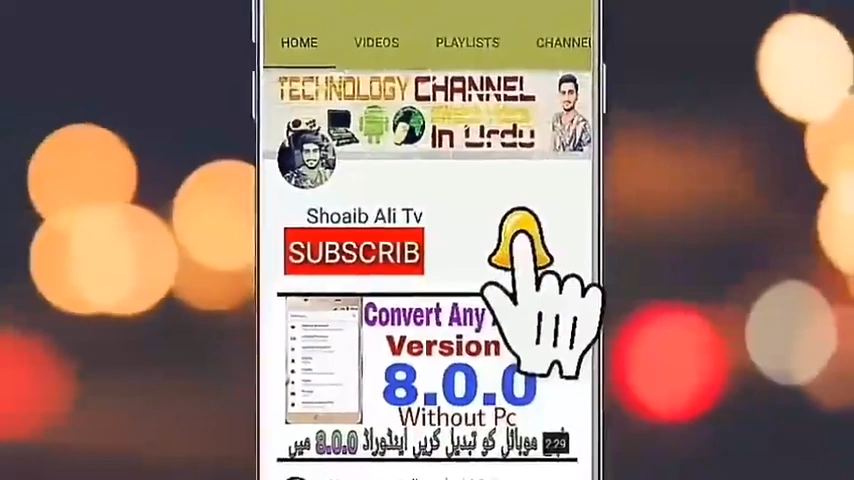 HOME VIDEOS PLAYLISTS CHANNEL
TECHNOLOGY CHANNEL
In Urdu
Shoaib Ali Tv
SUBSCRIB
Convert Any
Version
8.0.0
Without Pc
موبائل کو تبدیل کریں اینڈوراڈ 8.0.0 میں
2:29